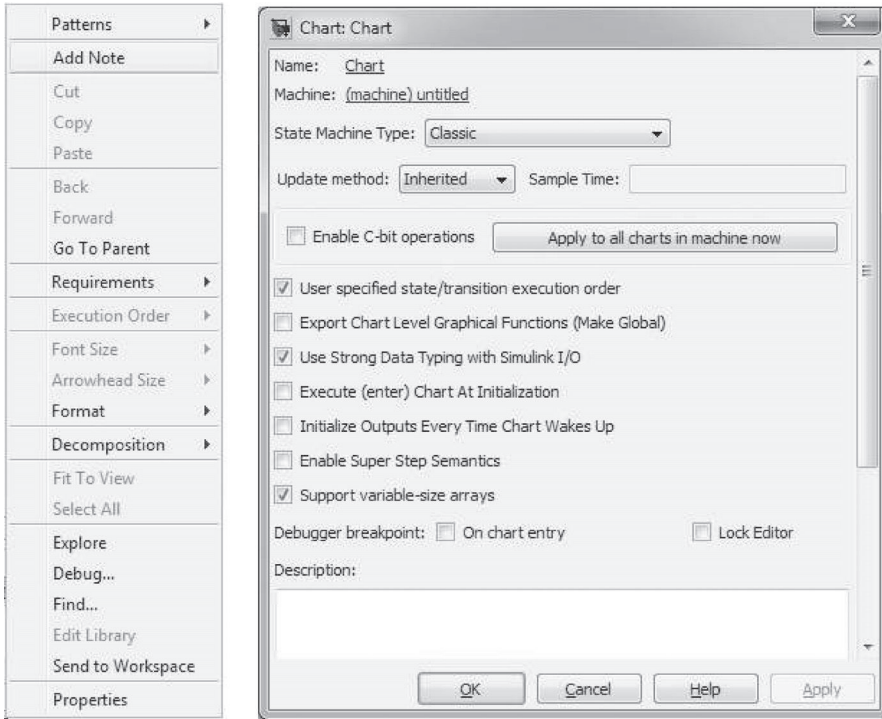 Patterns
Add Note
Cut
Copy
Paste
Back
Forward
Go To Parent
Requirements
Execution Order
Font Size
Arrowhead Size
Format
Decomposition
Fit To View
Select All
Explore
Debug...
Find...
Edit Library
Send to Workspace
Properties
Chart: Chart
Name: Chart
Machine: (machine) untitled
State Machine Type: Classic
Update method: Inherited Sample Time:
Enable C-bit operations Apply to all charts in machine now
User specified state/transition execution order
Export Chart Level Graphical Functions (Make Global)
Use Strong Data Typing with Simulink I/O
Execute (enter) Chart At Initialization
Initialize Outputs Every Time Chart Wakes Up
Enable Super Step Semantics
Support variable-size arrays
Debugger breakpoint: On chart entry Lock Editor
Description:
OK Cancel Help Apply